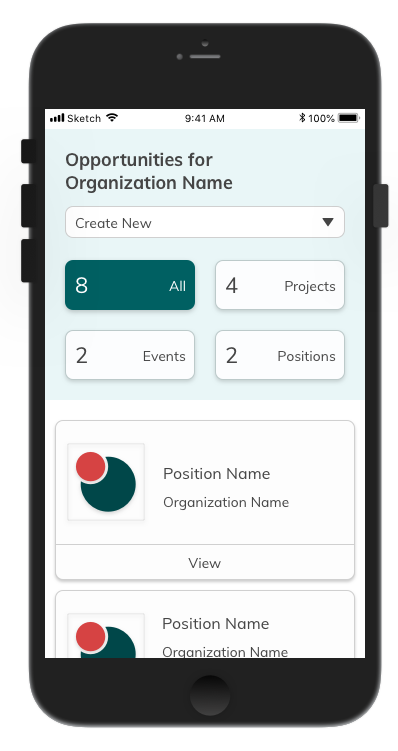 Sketch 9:41 AM 100%
Opportunities for
Organization Name
Create New
8 All 4 Projects
2 Events 2 Positions
Position Name
Organization Name
View
Position Name
Organization Name